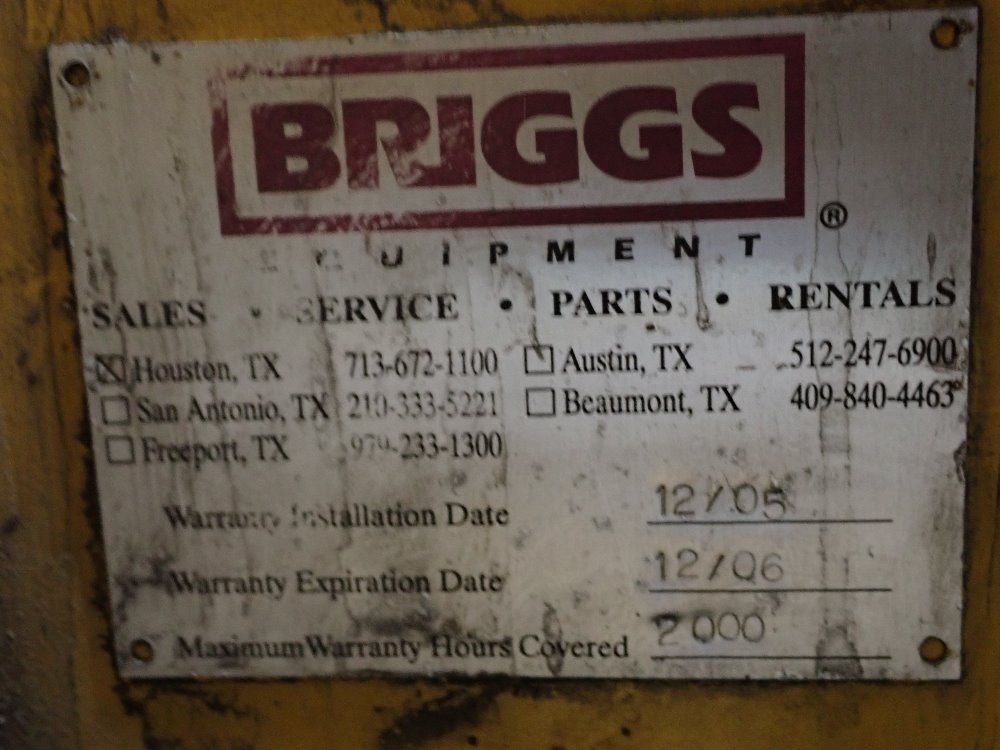 BRIGGS
®
EQUIPMENT
SALES • SERVICE • PARTS • RENTALS
☒ Houston, TX 713-672-1100 ☐ Austin, TX 512-247-6900
☐ San Antonio, TX 210-333-5221 ☐ Beaumont, TX 409-840-4463
☐ Freeport, TX 979-233-1300
Warranty Installation Date 12/05
Warranty Expiration Date 12/06
Maximum Warranty Hours Covered 2000